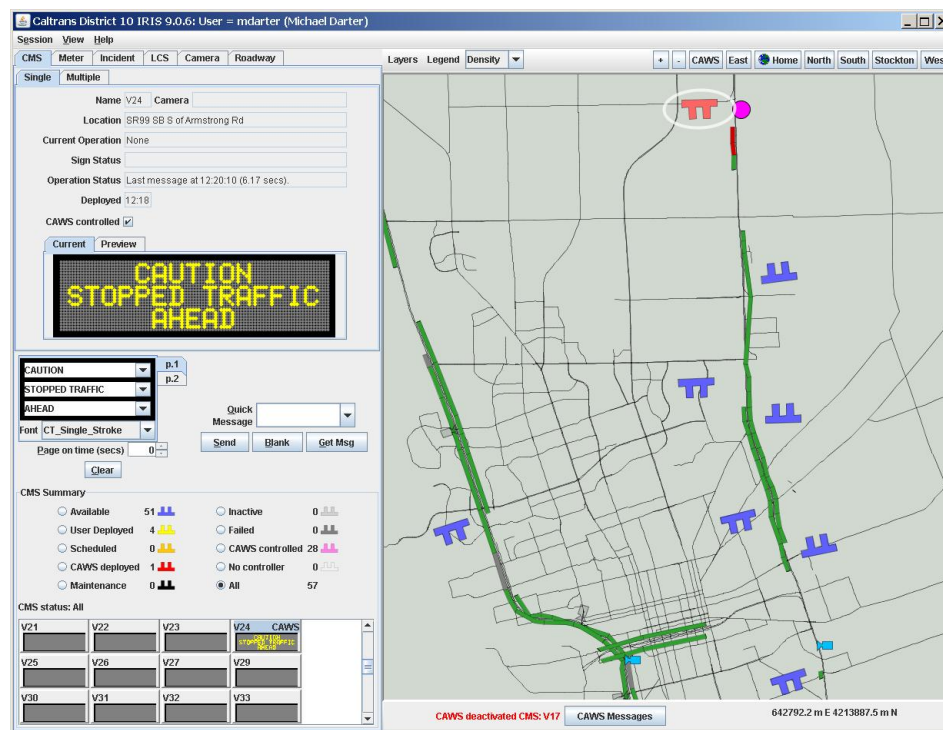 Caltrans District 10 IRIS 9.0.6: User = mdarter (Michael Darter)
Session View Help
CMS Meter Incident LCS Camera Roadway
Single Multiple
Name V24 Camera
Location SR99 SB S of Armstrong Rd
Current Operation None
Sign Status
Operation Status Last message at 12:20:10 (6.17 secs).
Deployed 12:18
CAWS controlled
Current Preview
CAUTION
STOPPED TRAFFIC
AHEAD
CAUTION
STOPPED TRAFFIC
AHEAD
p.1
p.2
Font CT_Single_Stroke
Page on time (secs) 0
Clear
Quick
Message
Send Blank Get Msg
CMS Summary
Available 51 Inactive 0
User Deployed 4 Failed 0
Scheduled 0 CAWS controlled 28
CAWS deployed 1 No controller 0
Maintenance 0 All 57
CMS status: All
V21 V22 V23 V24 CAWS
CAUTION
STOPPED TRAFFIC
AHEAD
V25 V26 V27 V29
V30 V31 V32 V33
Layers Legend Density + - CAWS East Home North South Stockton Wes
CAWS deactivated CMS: V17 CAWS Messages 642792.2 m E 4213887.5 m N